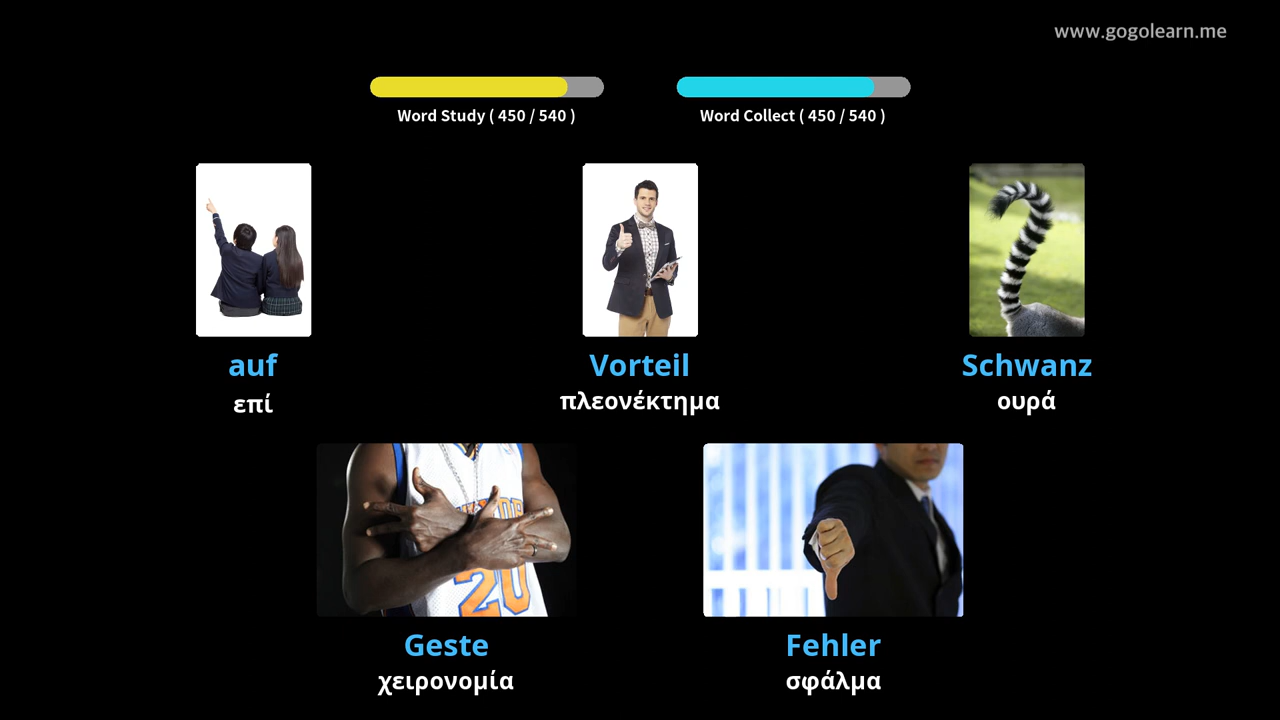 www.gogolearn.me
Word Study ( 450 / 540 )
Word Collect ( 450 / 540 )
auf
επί
Vorteil
πλεονέκτημα
Schwanz
ουρά
20
Geste
χειρονομία
Fehler
σφάλμα